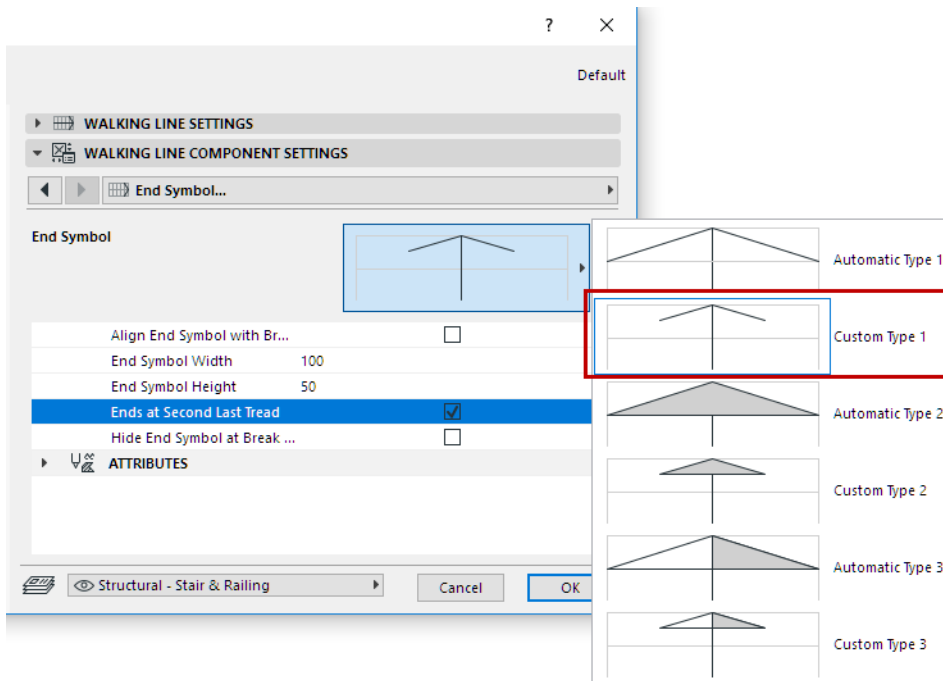 ?
Default
WALKING LINE SETTINGS
WALKING LINE COMPONENT SETTINGS
End Symbol...
End Symbol
Align End Symbol with Br...
End Symbol Width 100
End Symbol Height 50
Ends at Second Last Tread
Hide End Symbol at Break ...
ATTRIBUTES
Structural - Stair & Railing
Cancel
OK
Automatic Type 1
Custom Type 1
Automatic Type 2
Custom Type 2
Automatic Type 3
Custom Type 3